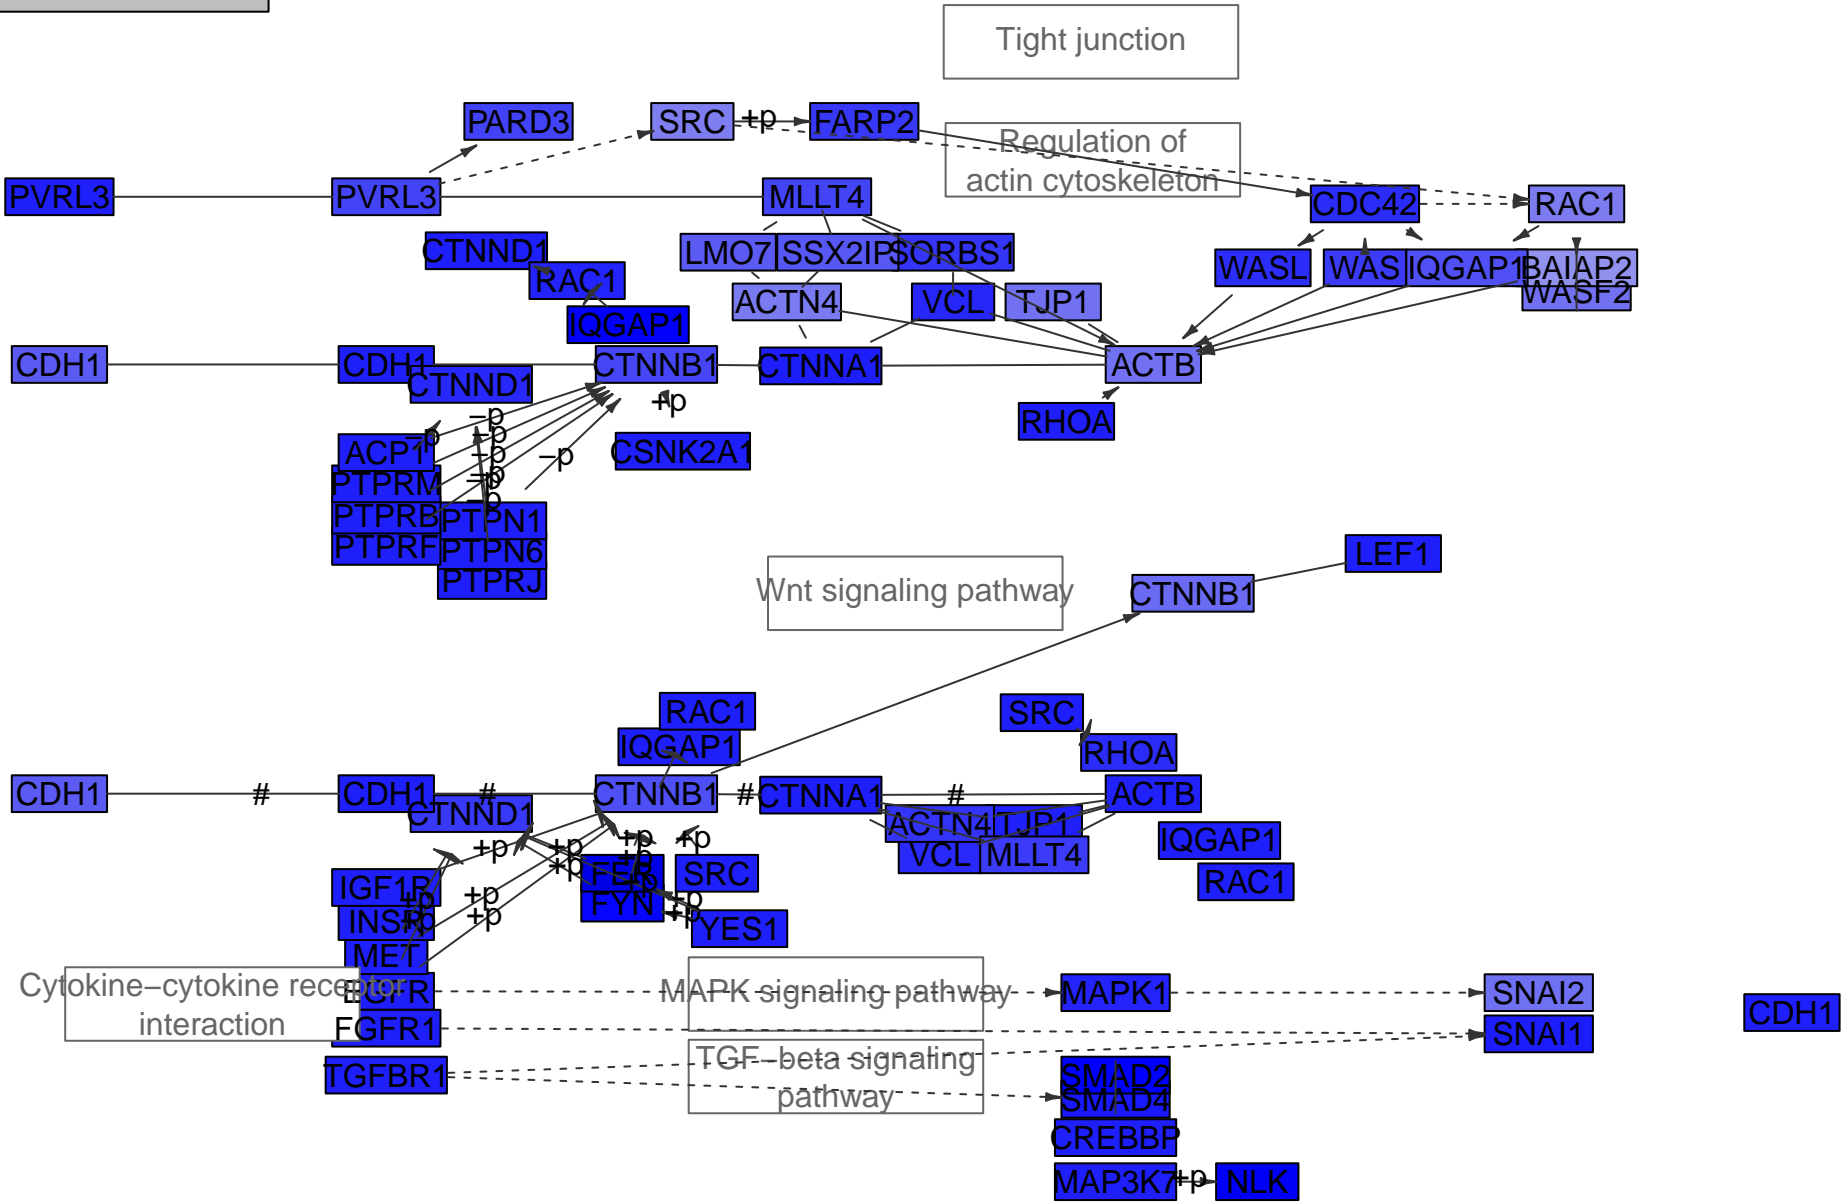 Tight junction
PARD3
SRC
+p
FARP2
Regulation of
actin cytoskeleton
PVRL3
PVRL3
MLLT4
CDC42
RAC1
CTNND1
LMO7
SSX2IP
SORBS1
RAC1
WASL
WAS
IQGAP1
BAIAP2
WASF2
ACTN4
VCL
TJP1
IQGAP1
CDH1
CDH1
CTNND1
CTNNB1
CTNNA1
ACTB
+p
RHOA
–p
–p
–p
–p
–p
–p
–p
–p
ACP1
CSNK2A1
PTPRM
PTPRB
PTPN1
PTPRF
PTPN6
PTPRJ
LEF1
Wnt signaling pathway
CTNNB1
RAC1
SRC
IQGAP1
RHOA
CDH1
#
CDH1
#
CTNNB1
#
CTNNA1
#
ACTB
CTNND1
ACTN4
TJP1
+p
+p
+p
+p
IQGAP1
VCL
MLLT4
+p
+p
FER
+p
SRC
RAC1
IGF1R
+p
+p
FYN
+p
INSR
+p
+p
+p
YES1
MET
Cytokine–cytokine receptor
interaction
EGFR
MAPK signaling pathway
MAPK1
SNAI2
CDH1
FGFR1
SNAI1
TGF–beta signaling
pathway
TGFBR1
SMAD2
SMAD4
CREBBP
MAP3K7
+p
NLK